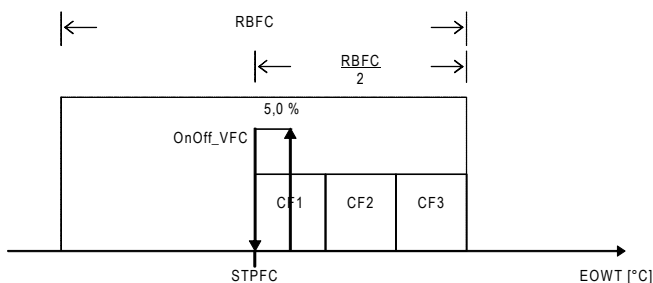 RBFC
RBFC
2
5,0 %
OnOff_VFC
CF1 CF2 CF3
STPFC EOWT [°C]